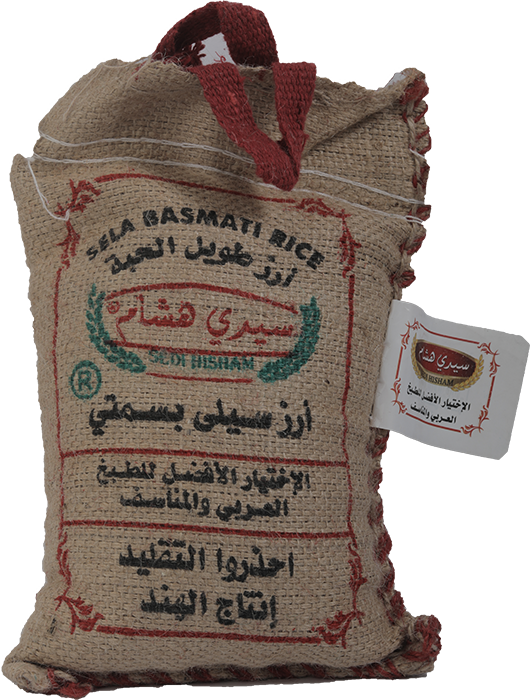 SELA BASMATI RICE
أرز طويل الحبة
سيدي هشام
SEDI HISHAM
®
أرز سيلي بسمتي
الإختيار الأفضل للطبخ
العربي والمناسف
احذروا التقليد
إنتاج الهند
سيدي هشام
SEDI HISHAM
الإختيار الأفضل للطبخ
العربي والمناسف